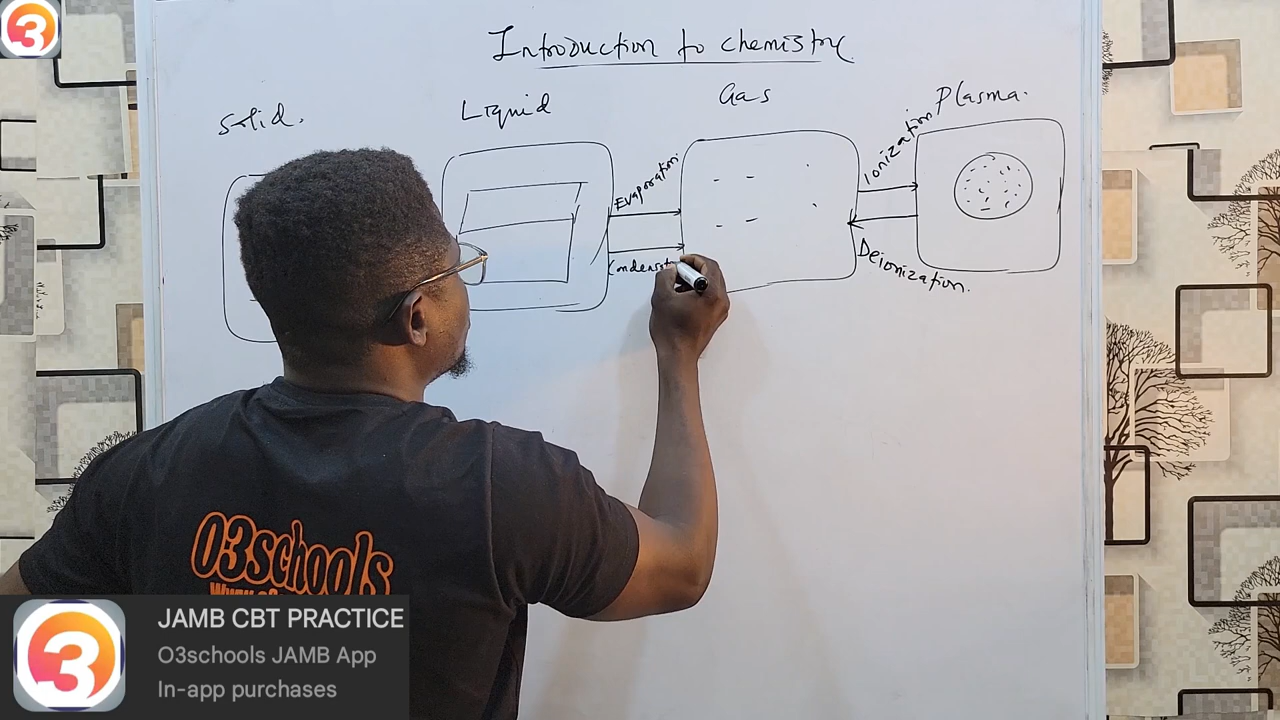 Introduction to chemistry
Solid.
Liquid
Gas
Plasma.
Evaporation
Ionization
Deionization.
O3schools
JAMB CBT PRACTICE
O3schools JAMB App
In-app purchases